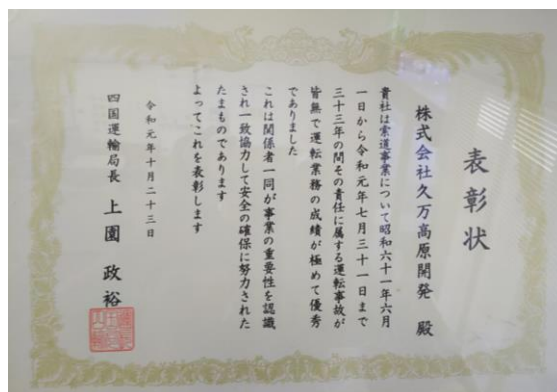 表彰状
株式会社久万高原開発 殿
貴社は索道事業について昭和六十一年六月
一日から令和元年七月三十一日まで
三十三年の間その責任に属する運転事故が
皆無で運転業務の成績が極めて優秀
でありました
これは関係者一同が事業の重要性を認識
され一致協力して安全の確保に努力された
たまものであります
よってこれを表彰します
令和元年十月二十三日
四国運輸局長 上園 政裕